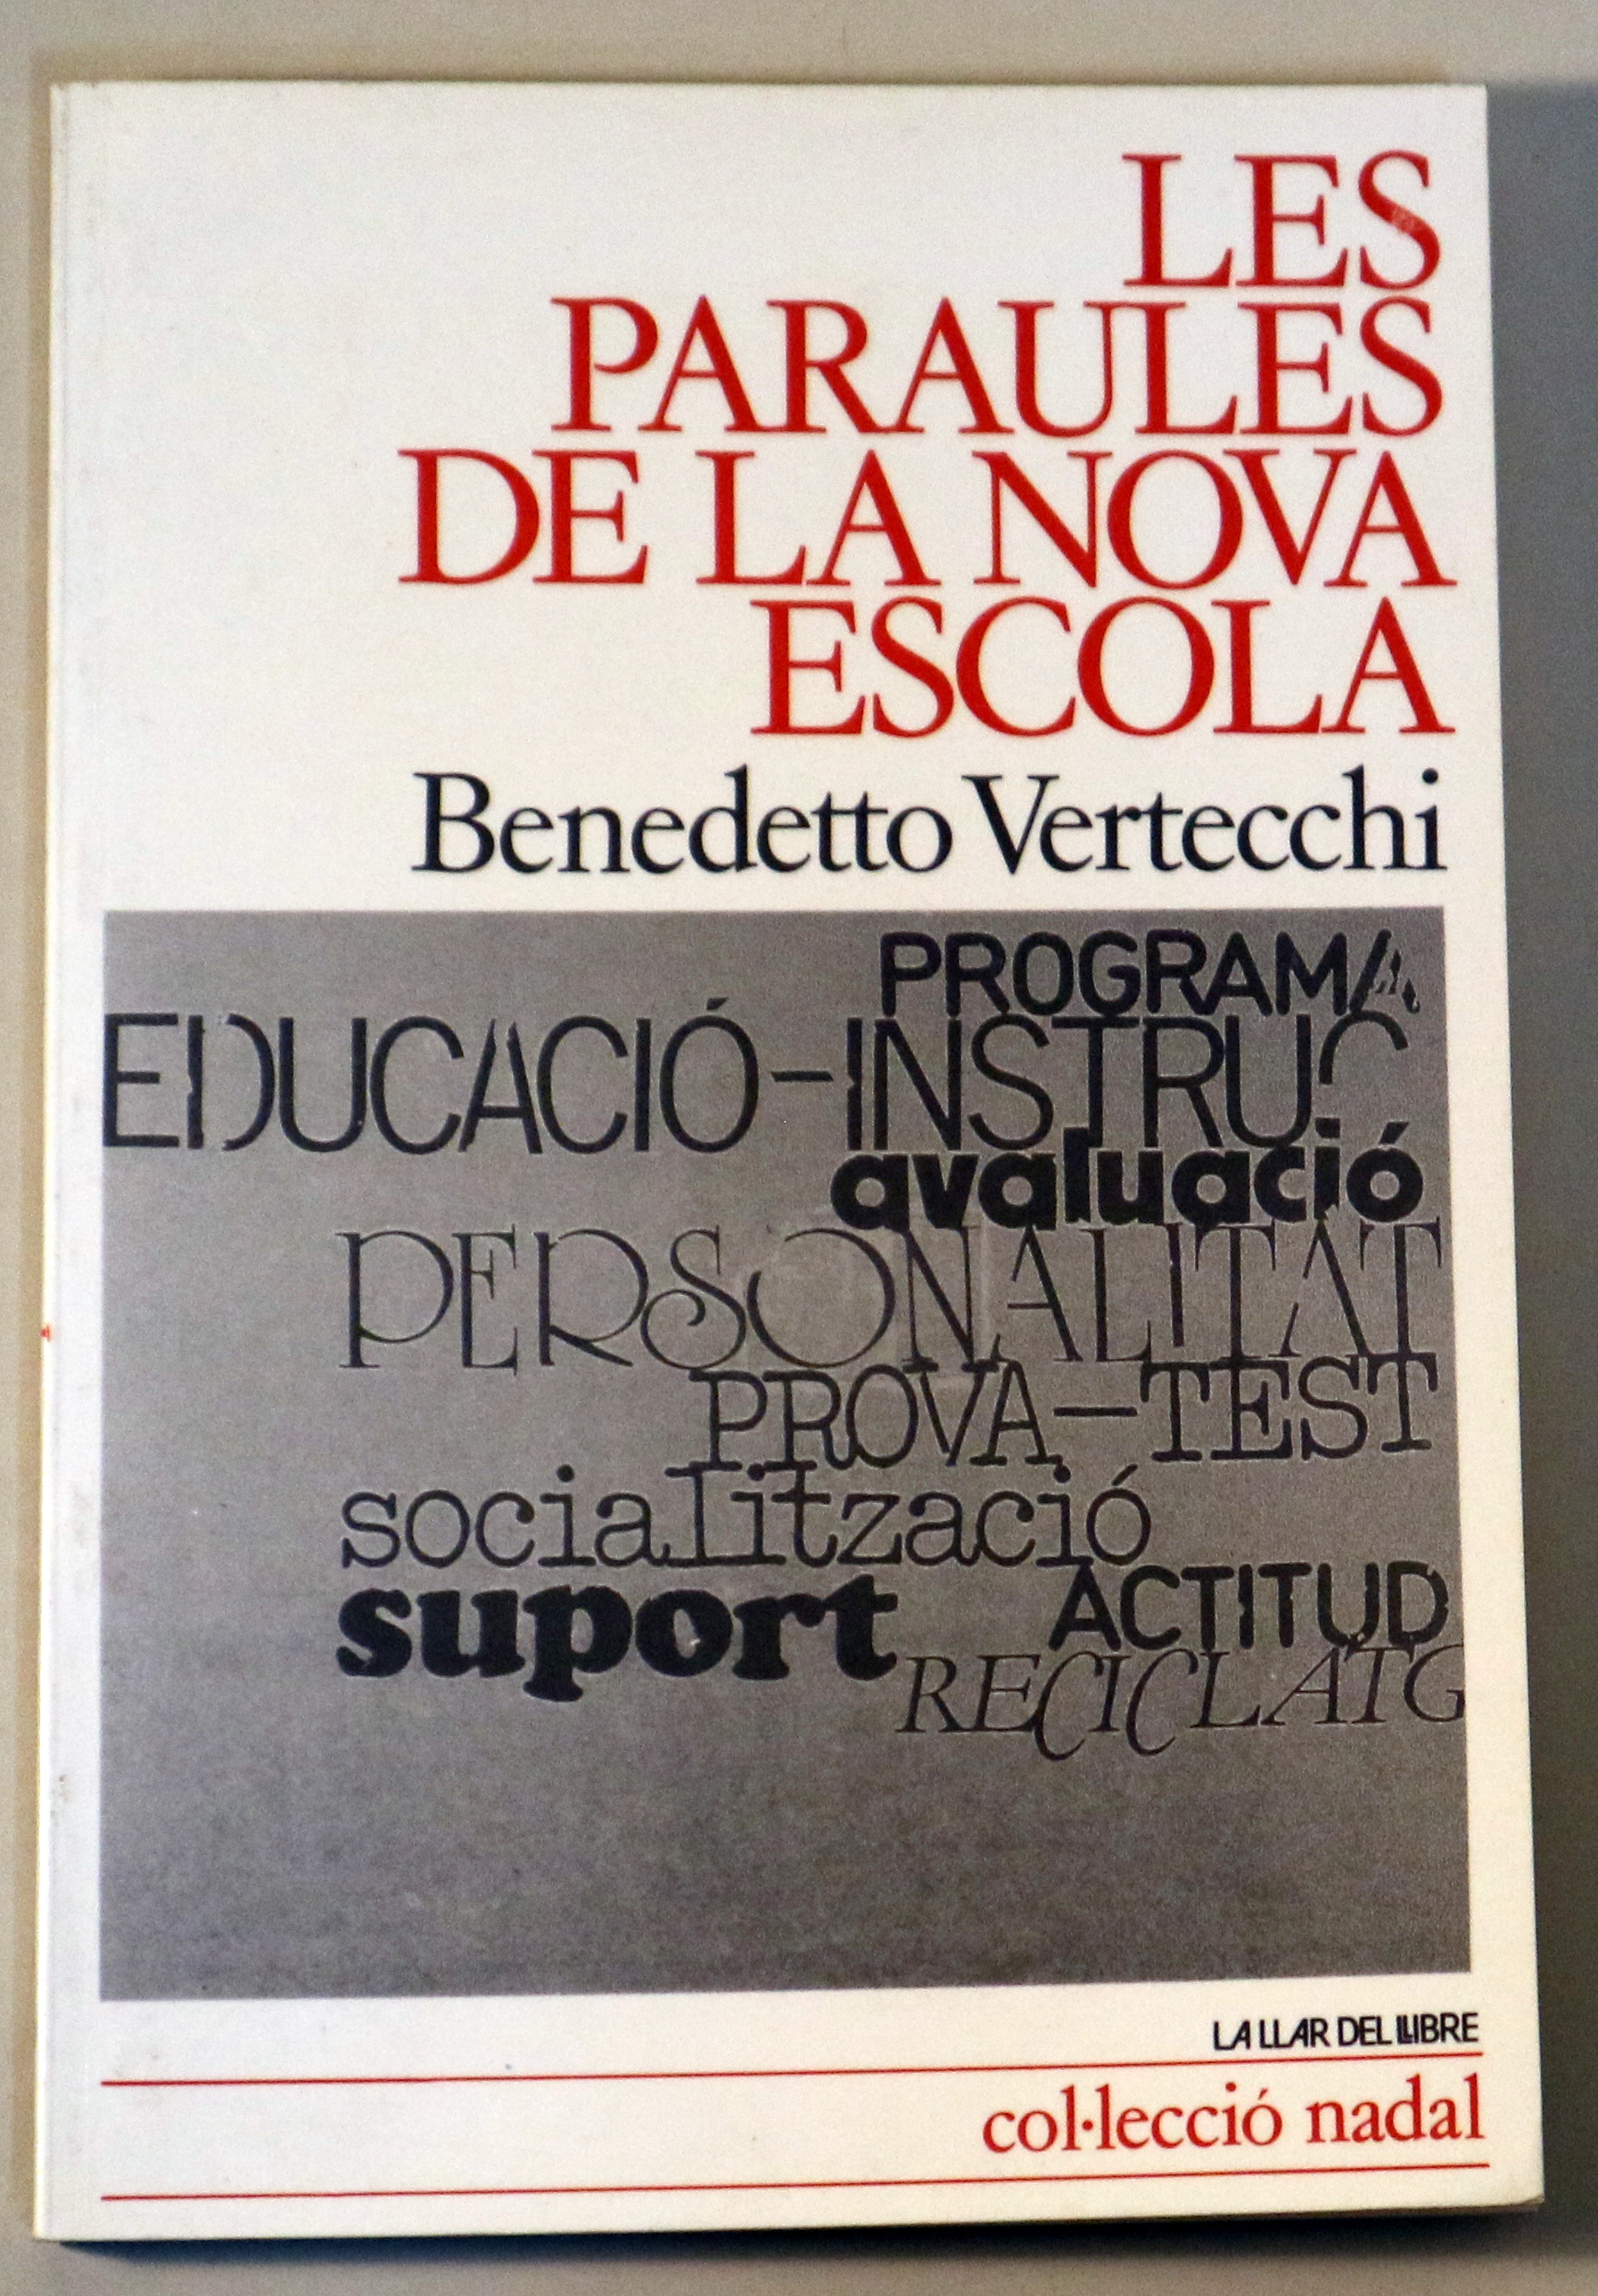 LES
PARAULES
DE LA NOVA
ESCOLA
Benedetto Vertecchi
PROGRAMA
EDUCACIÓ-INSTRUC
avaluació
PERSONALITAT
PROVA-TEST
socialització
suport ACTITUD
RECICLATG
LA LLAR DEL LLIBRE
col·lecció nadal